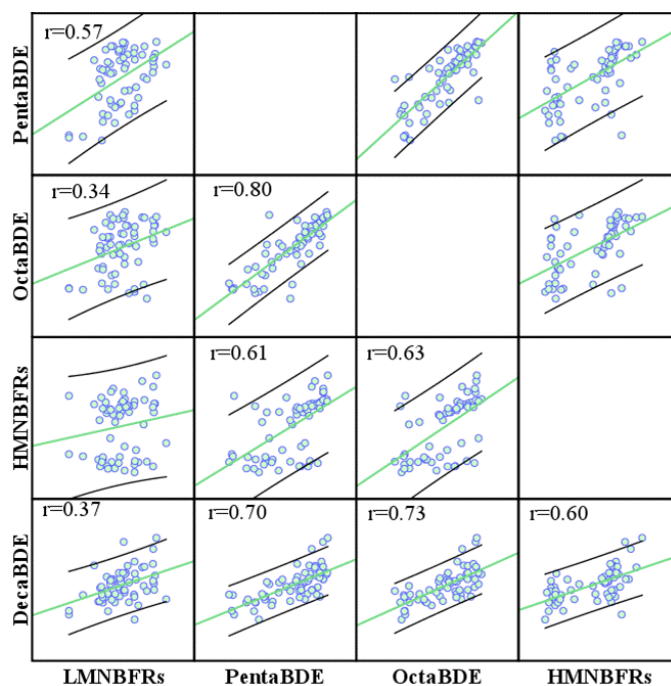 r=0.57
PentaBDE
r=0.34
r=0.80
OctaBDE
r=0.61
r=0.63
HMNBFRs
r=0.37
r=0.70
r=0.73
r=0.60
DecaBDE
LMNBFRs
PentaBDE
OctaBDE
HMNBFRs